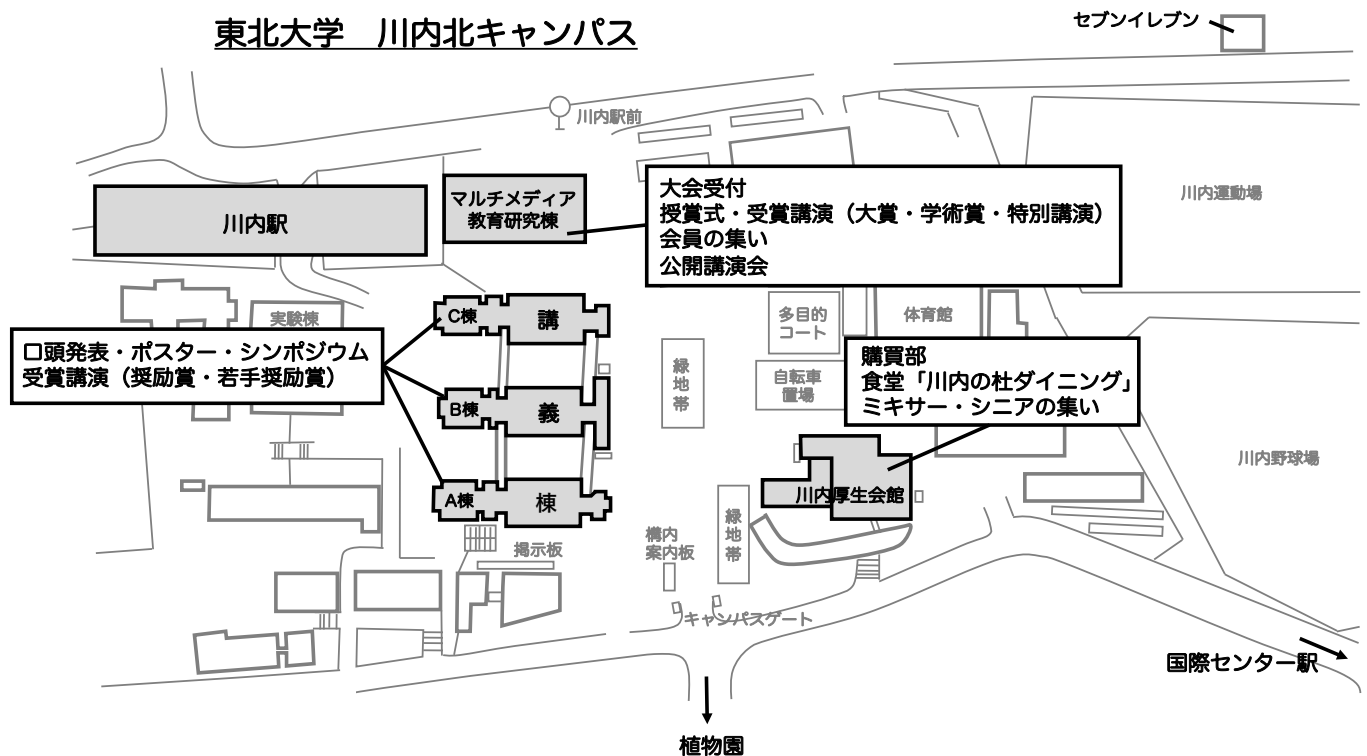 東北大学　川内北キャンパス
セブンイレブン
川内駅前
川内駅
マルチメディア
教育研究棟
大会受付
授賞式・受賞講演（大賞・学術賞・特別講演）
会員の集い
公開講演会
川内運動場
実験棟
C棟
講
多目的
コート
体育館
口頭発表・ポスター・シンポジウム
受賞講演（奨励賞・若手奨励賞）
緑
地
帯
自転車
置場
購買部
食堂「川内の杜ダイニング」
ミキサー・シニアの集い
B棟
義
川内野球場
A棟
棟
川内厚生会館
掲示板
構内
案内板
緑
地
帯
キャンパスゲート
国際センター駅
植物園